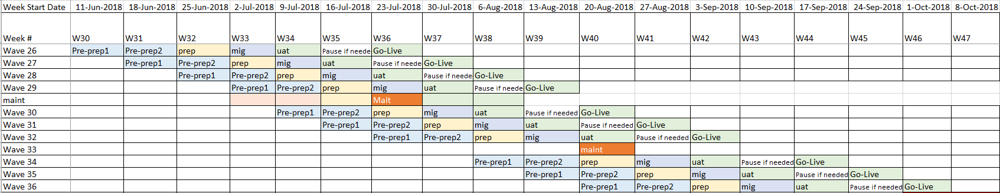 Week Start Date 11-Jun-2018 18-Jun-2018 25-Jun-2018 2-Jul-2018 9-Jul-2018 16-Jul-2018 23-Jul-2018 30-Jul-2018 6-Aug-2018 13-Aug-2018 20-Aug-2018 27-Aug-2018 3-Sep-2018 10-Sep-2018 17-Sep-2018 24-Sep-2018 1-Oct-2018 8-Oct-2018
Week # W30 W31 W32 W33 W34 W35 W36 W37 W38 W39 W40 W41 W42 W43 W44 W45 W46 W47
Wave 26 Pre-prep1 Pre-prep2 prep mig uat Pause if neede Go-Live
Wave 27 Pre-prep1 Pre-prep2 prep mig uat Pause if neede Go-Live
Wave 28 Pre-prep1 Pre-prep2 prep mig uat Pause if neede Go-Live
Wave 29 Pre-prep1 Pre-prep2 prep mig uat Pause if neede Go-Live
maint Mait
Wave 30 Pre-prep1 Pre-prep2 prep mig uat Pause if needed Go-Live
Wave 31 Pre-prep1 Pre-prep2 prep mig uat Pause if needed Go-Live
Wave 32 Pre-prep1 Pre-prep2 prep mig uat Pause if needed Go-Live
Wave 33 maint
Wave 34 Pre-prep1 Pre-prep2 prep mig uat Pause if needed Go-Live
Wave 35 Pre-prep1 Pre-prep2 prep mig uat Pause if needed Go-Live
Wave 36 Pre-prep1 Pre-prep2 prep mig uat Pause if needed Go-Live